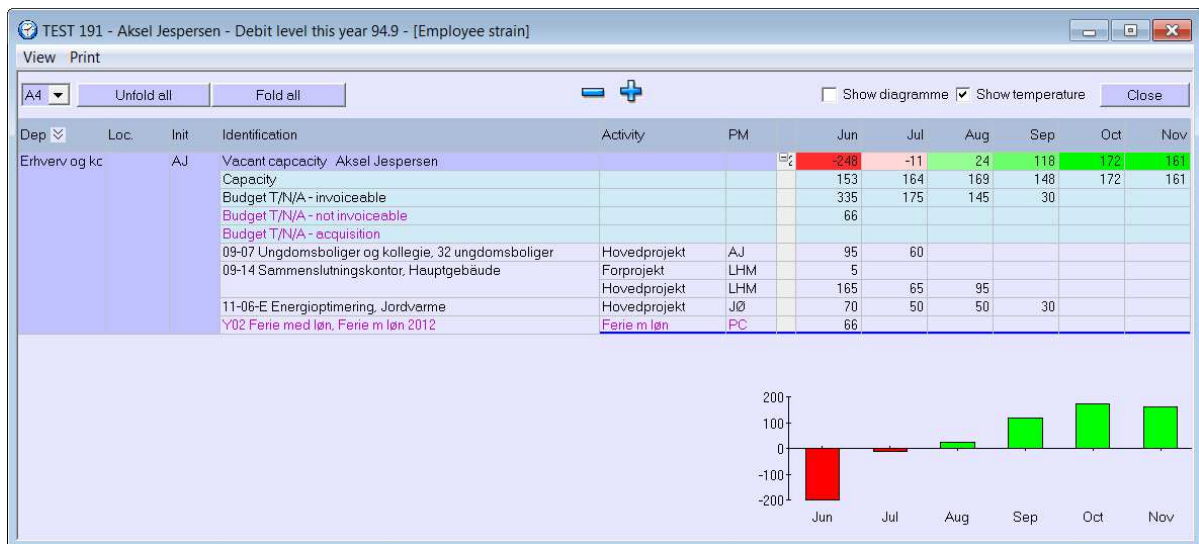 TEST 191 - Aksel Jespersen - Debit level this year 94.9 - [Employee strain]
View Print
A4 Unfold all Fold all Show diagramme Show temperature Close
Dep Loc. Init Identification Activity PM Jun Jul Aug Sep Oct Nov
Erhverv og kc AJ Vacant capcacity Aksel Jespersen -248 -11 24 118 172 161
Capacity 153 164 169 148 172 161
Budget T/N/A - invoiceable 335 175 145 30
Budget T/N/A - not invoiceable 66
Budget T/N/A - acquisition
09-07 Ungdomsboliger og kollegie, 32 ungdomsboliger Hovedprojekt AJ 95 60
09-14 Sammenslutningskontor, Hauptgebäude Forprojekt LHM 5
Hovedprojekt LHM 165 65 95
11-06-E Energioptimering, Jordvarme Hovedprojekt JØ 70 50 50 30
Y02 Ferie med løn, Ferie m løn 2012 Ferie m løn PC 66
200
100
0
-100
-200
Jun Jul Aug Sep Oct Nov